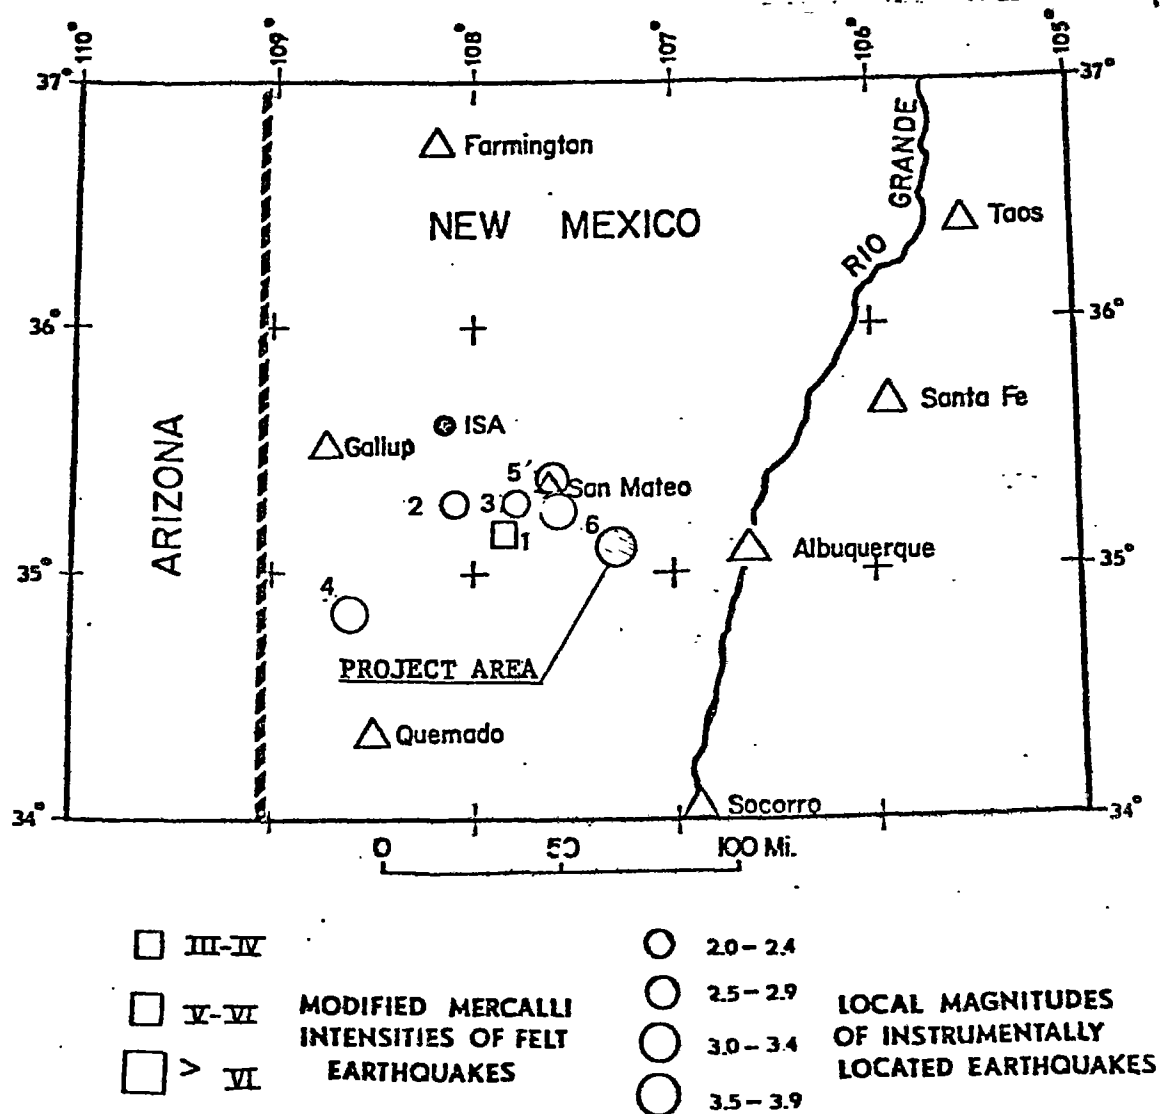 110° 109° 108° 107° 106° 105°
37° 37°
Farmington
GRANDE
NEW MEXICO
Taos
RIO
36° 36°
Santa Fe
ISA
Gallup
ARIZONA
5'
San Mateo
2 3
6
1
Albuquerque
35° 35°
4
PROJECT AREA
Quemado
Socorro
34° 34°
0 50 100 Mi.
III-IV
V-VI
> VI
MODIFIED MERCALLI
INTENSITIES OF FELT
EARTHQUAKES
2.0-2.4
2.5-2.9
3.0-3.4
3.5-3.9
LOCAL MAGNITUDES
OF INSTRUMENTALLY
LOCATED EARTHQUAKES